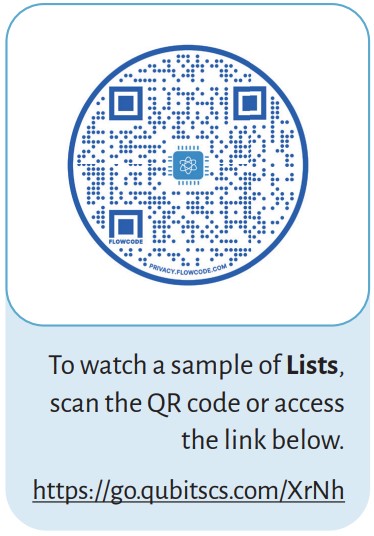 FLOWCODE
PRIVACY.FLOWCODE.COM
To watch a sample of Lists,
scan the QR code or access
the link below.
https://go.qubitscs.com/XrNh